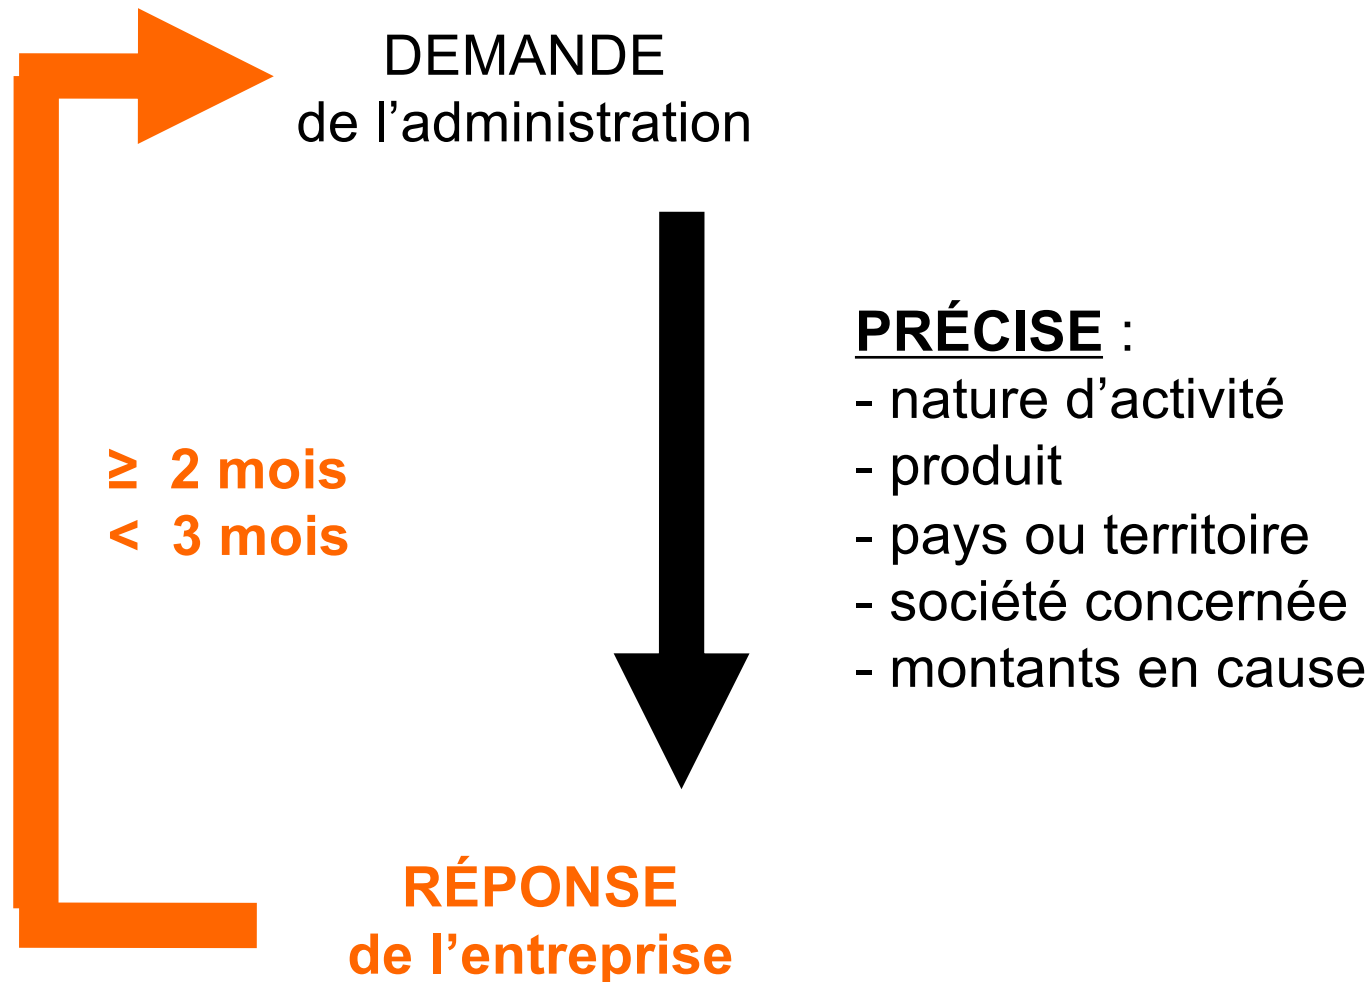 DEMANDE
de l’administration
PRÉCISE :
- nature d’activité
- produit
- pays ou territoire
- société concernée
- montants en cause
≥ 2 mois
< 3 mois
RÉPONSE
de l’entreprise